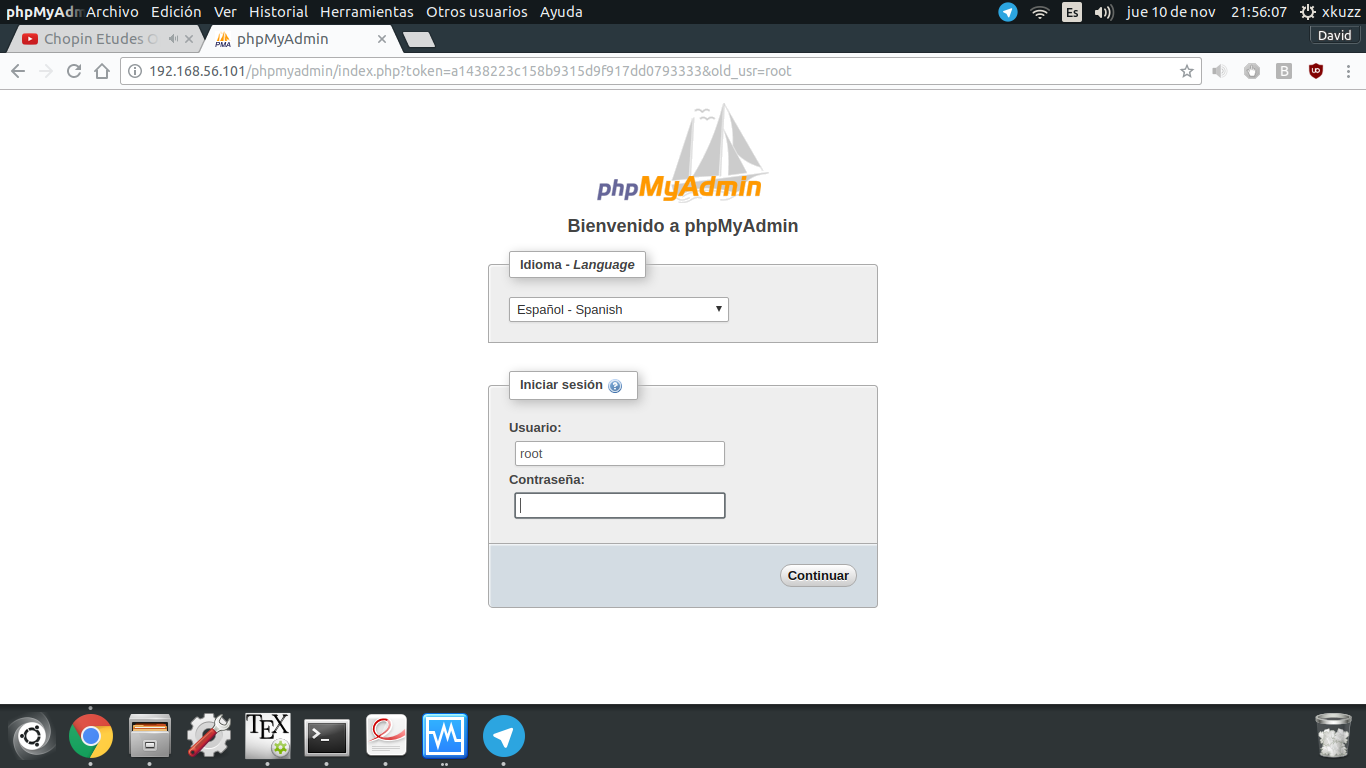 phpMyAdm Archivo Edición Ver Historial Herramientas Otros usuarios Ayuda Es jue 10 de nov 21:56:07 xkuzz
Chopin Etudes phpMyAdmin David
192.168.56.101/phpmyadmin/index.php?token=a1438223c158b9315d9f917dd0793333&old_usr=root
phpMyAdmin
Bienvenido a phpMyAdmin
Idioma - Language
Español - Spanish
Iniciar sesión
Usuario:
root
Contraseña:
Continuar
TEX